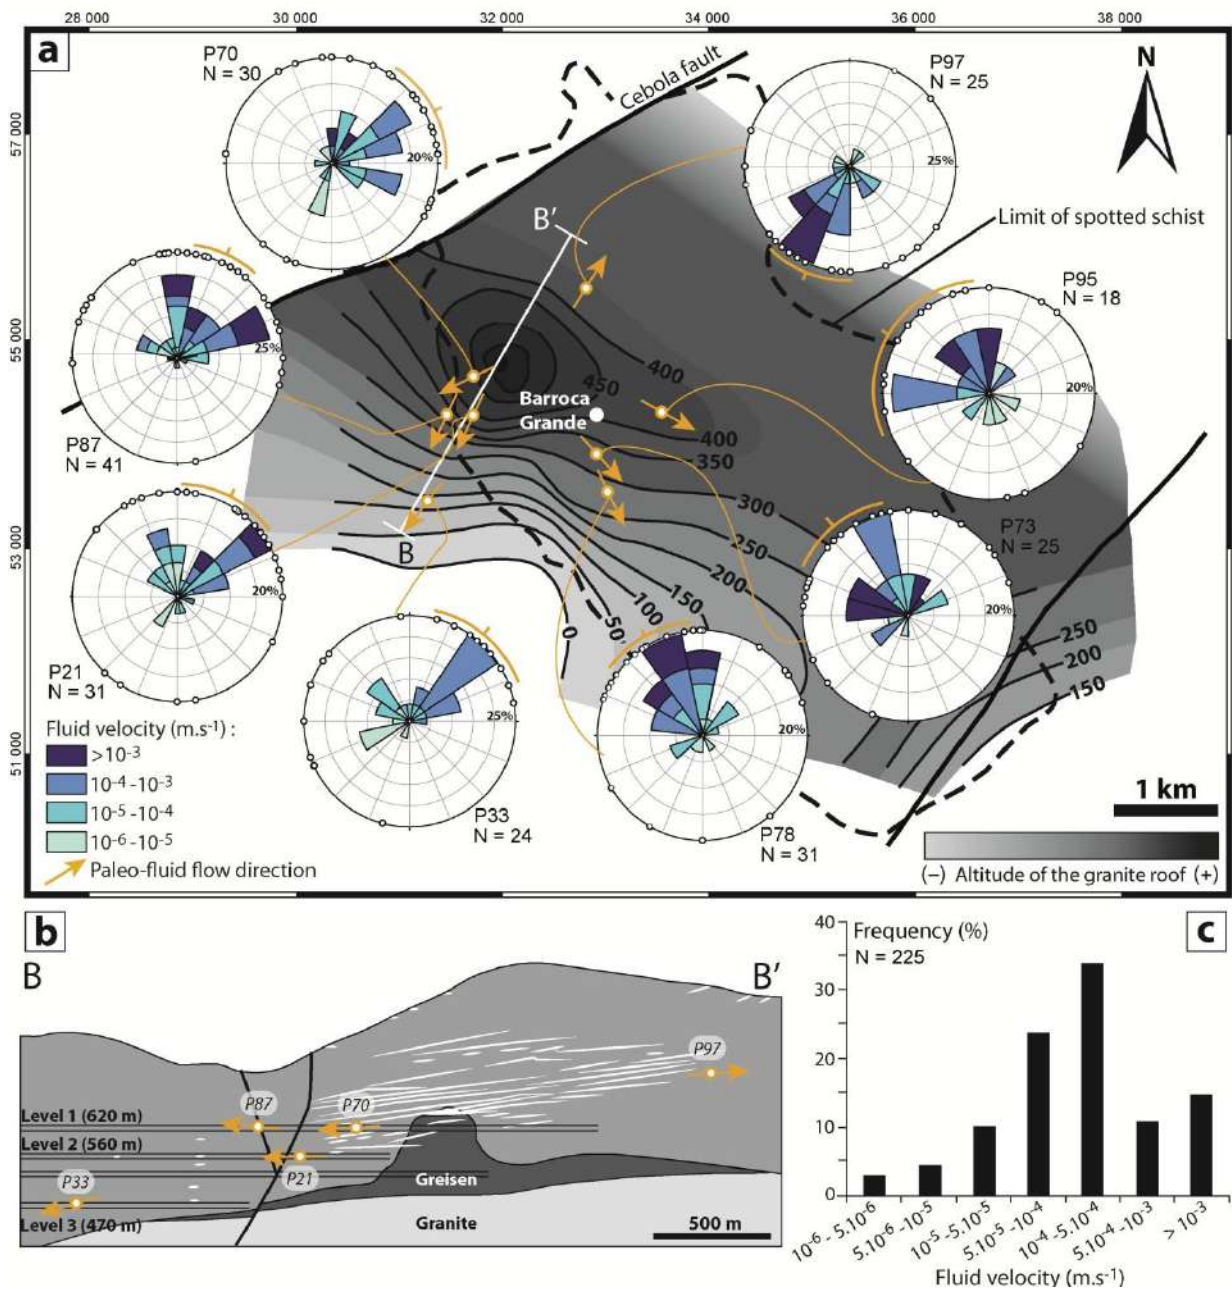 28 000
30 000
32 000
34 000
36 000
38 000
a
P70
N = 30
20%
Cebola fault
P97
N = 25
25%
N
57 000
55 000
53 000
51 000
B'
Limit of spotted schist
P87
N = 41
25%
P95
N = 18
20%
400
450
Barroca
Grande
400
350
300
250
200
150
100
50
0
B
P21
N = 31
20%
P73
N = 25
20%
P33
N = 24
25%
P78
N = 31
20%
250
200
150
Fluid velocity (m.s-1) :
>10-3
10-4 -10-3
10-5 -10-4
10-6 -10-5
Paleo-fluid flow direction
1 km
(–) Altitude of the granite roof (+)
b
B
B'
P97
P87
P70
Level 1 (620 m)
Level 2 (560 m)
P21
P33
Level 3 (470 m)
Greisen
Granite
500 m
c
Frequency (%)
N = 225
40
30
20
10
0
10-6 - 5.10-6
5.10-6 -10-5
10-5 -5.10-5
5.10-5 -10-4
10-4 -5.10-4
5.10-4 -10-3
> 10-3
Fluid velocity (m.s-1)